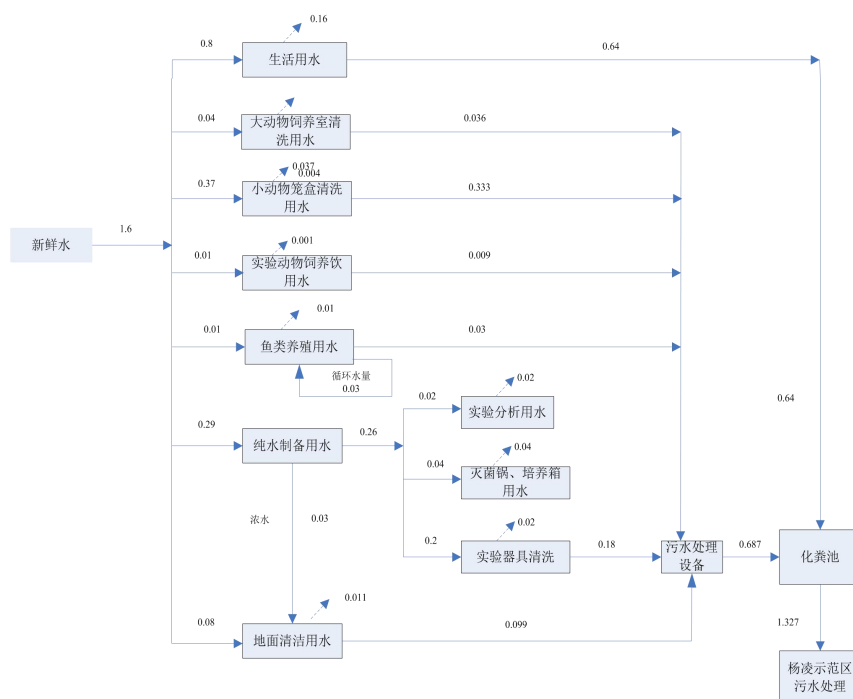 0.16
0.8
生活用水
0.64
0.04
大动物饲养室清
洗用水
0.036
0.037
0.004
0.37
小动物笼盒清洗
用水
0.333
新鲜水
1.6
0.001
0.01
实验动物饲养饮
用水
0.009
0.01
0.01
鱼类养殖用水
0.03
循环水量
0.03
0.02
0.02
实验分析用水
0.64
0.29
纯水制备用水
0.26
0.04
0.04
灭菌锅、培养箱
用水
浓水
0.03
0.02
0.2
实验器具清洗
0.18
污水处理
设备
0.687
化粪池
0.011
0.08
地面清洁用水
0.099
1.327
杨凌示范区
污水处理